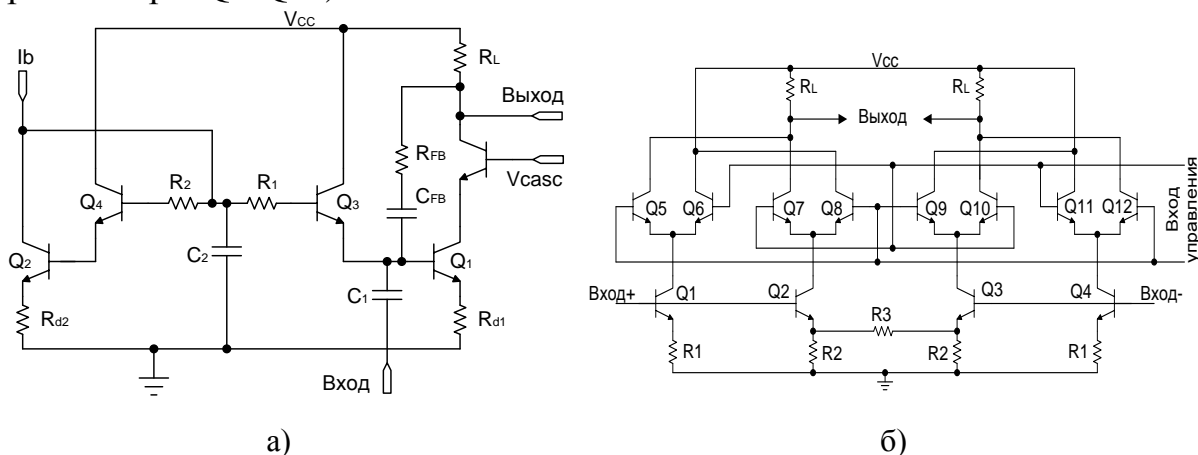 Vcc
Ib
RL
Выход
RFB
Vcasc
CFB
R2
R1
Q4
Q3
Q2
C2
Q1
C1
Rd2
Rd1
Вход
а)
Vcc
RL
RL
Выход
Q5
Q6
Q7
Q8
Q9
Q10
Q11
Q12
Вход
управления
Вход+
Q1
Q2
Q3
Q4
Вход-
R3
R1
R2
R2
R1
б)